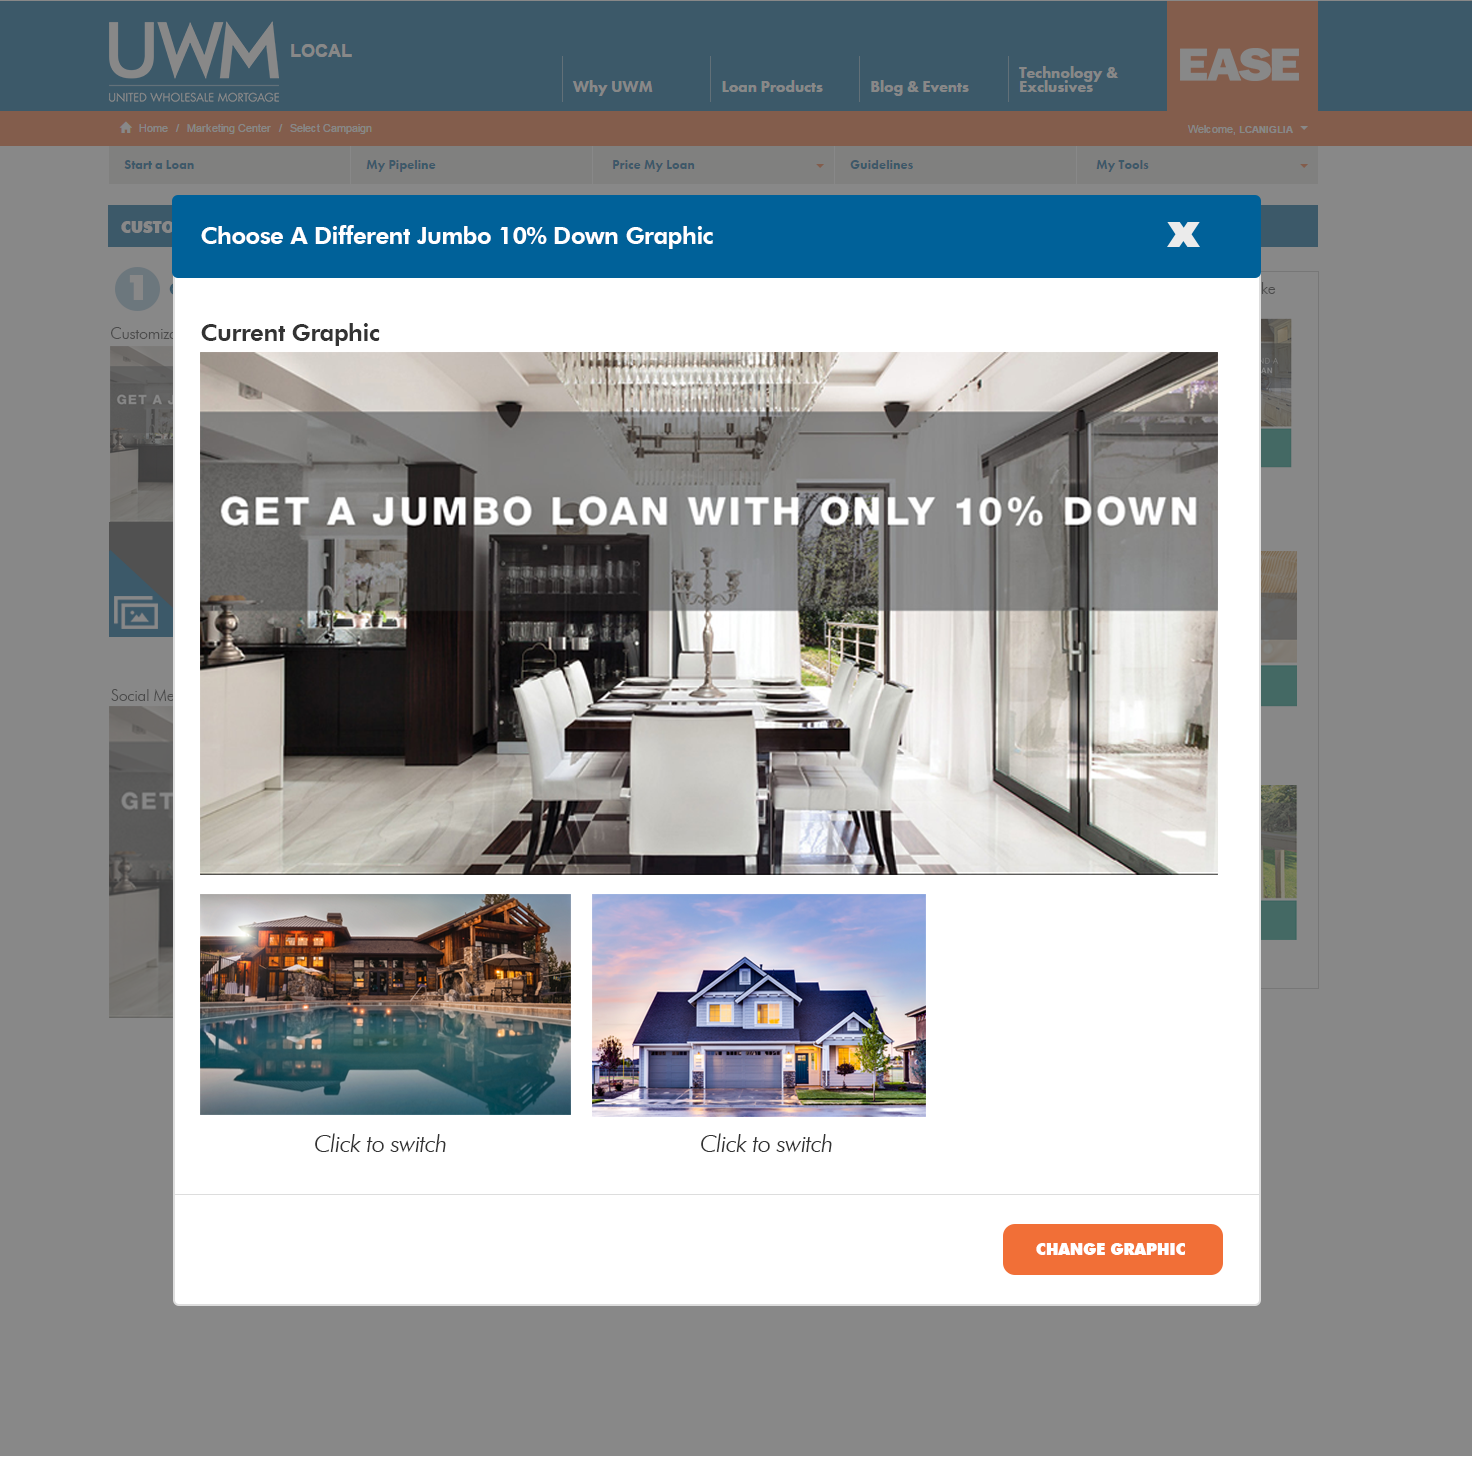 UWM LOCAL
UNITED WHOLESALE MORTGAGE
Why UWM
Loan Products
Blog & Events
Technology &
Exclusives
EASE
Home / Marketing Center / Select Campaign
Welcome, LCANIGLIA
Start a Loan
My Pipeline
Price My Loan
Guidelines
My Tools
CUSTO
Choose A Different Jumbo 10% Down Graphic
X
1
ke
Customiz
Current Graphic
GET A J
AN
GET A JUMBO LOAN WITH ONLY 10% DOWN
Social Me
GET
Click to switch
Click to switch
CHANGE GRAPHIC